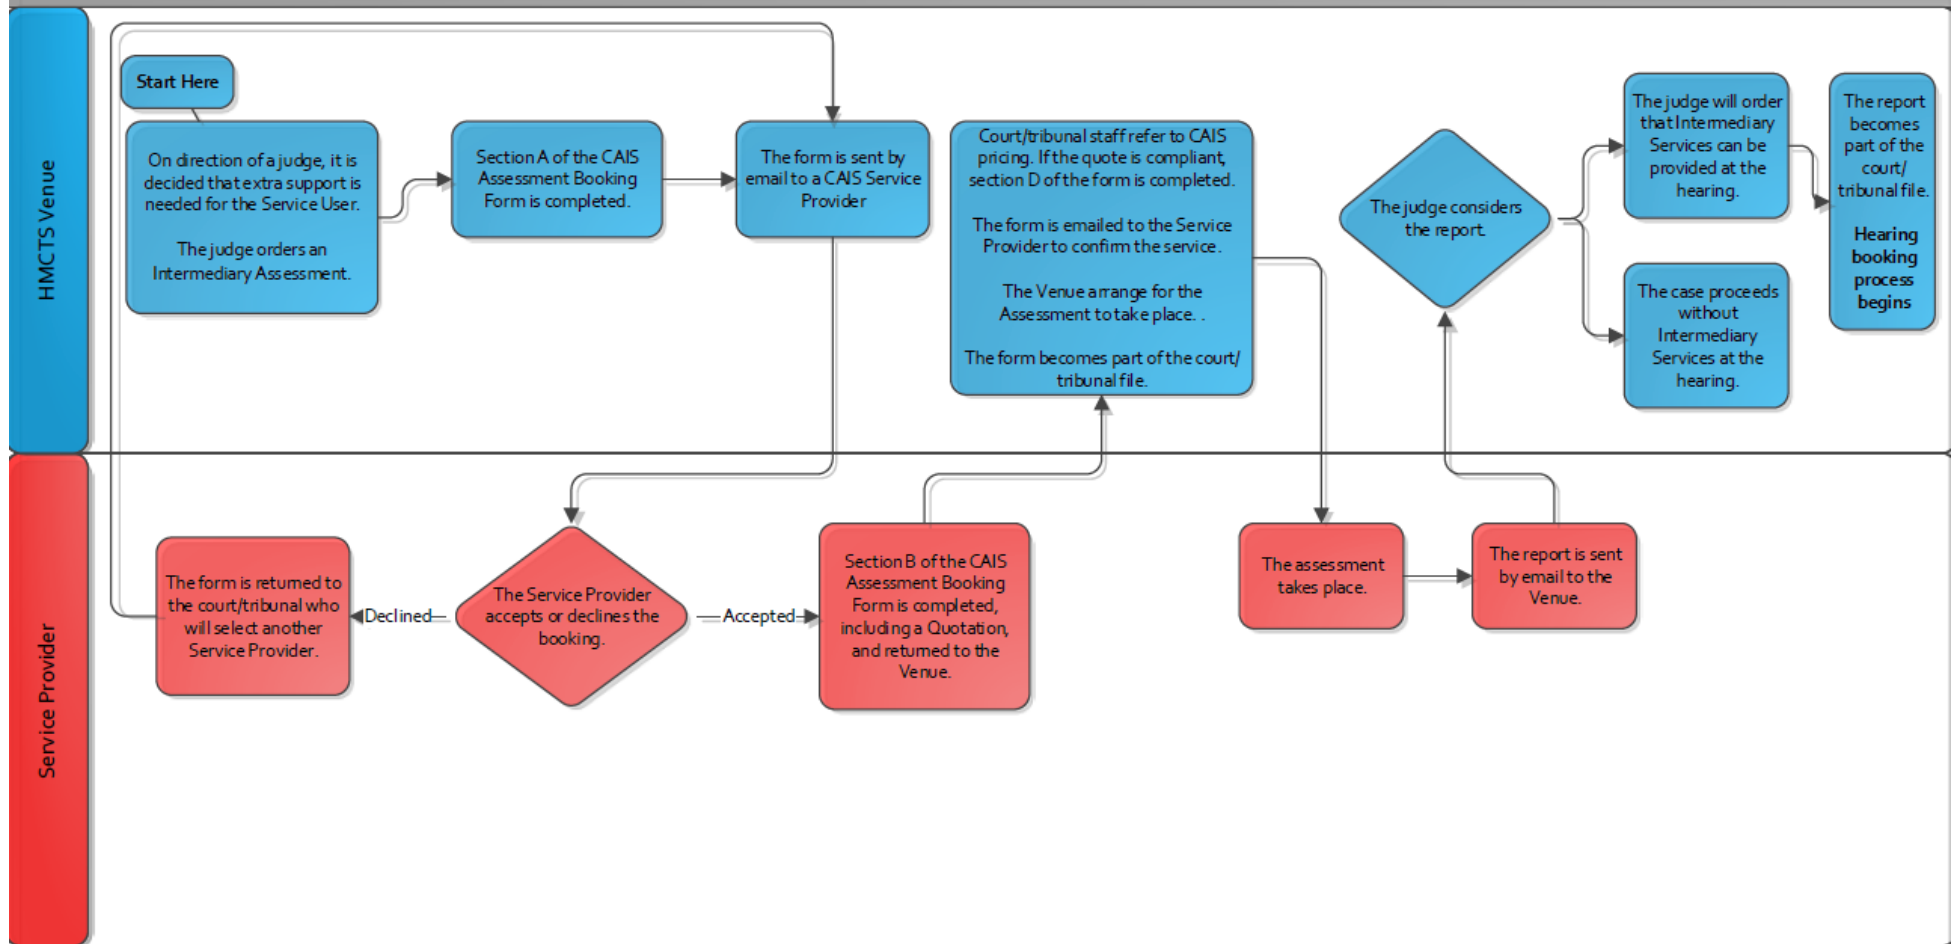 HMCTS Venue
Start Here
On direction of a judge, it is
decided that extra support is
needed for the Service User.
The judge orders an
Intermediary Assessment.
Section A of the CAIS
Assessment Booking
Form is completed.
The form is sent by
email to a CAIS Service
Provider
Court/tribunal staff refer to CAIS
pricing. If the quote is compliant,
section D of the form is completed.
The form is emailed to the Service
Provider to confirm the service.
The Venue arrange for the
Assessment to take place. .
The form becomes part of the court/
tribunal file.
The judge considers
the report.
The judge will order
that Intermediary
Services can be
provided at the
hearing.
The case proceeds
without
Intermediary
Services at the
hearing.
The report
becomes
part of the
court/
tribunal file.
Hearing
booking
process
begins
Service Provider
The form is returned to
the court/tribunal who
will select another
Service Provider.
Declined
The Service Provider
accepts or declines the
booking.
Accepted
Section B of the CAIS
Assessment Booking
Form is completed,
including a Quotation,
and returned to the
Venue.
The assessment
takes place.
The report is sent
by email to the
Venue.